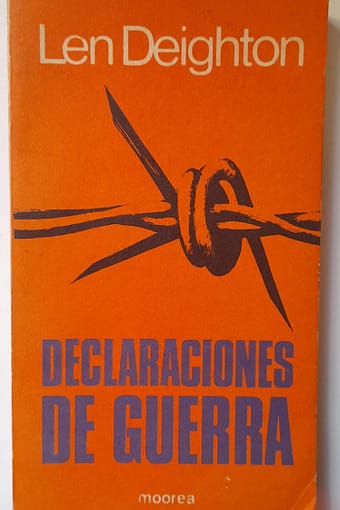 Len Deighton
DECLARACIONES
DE GUERRA
moorea